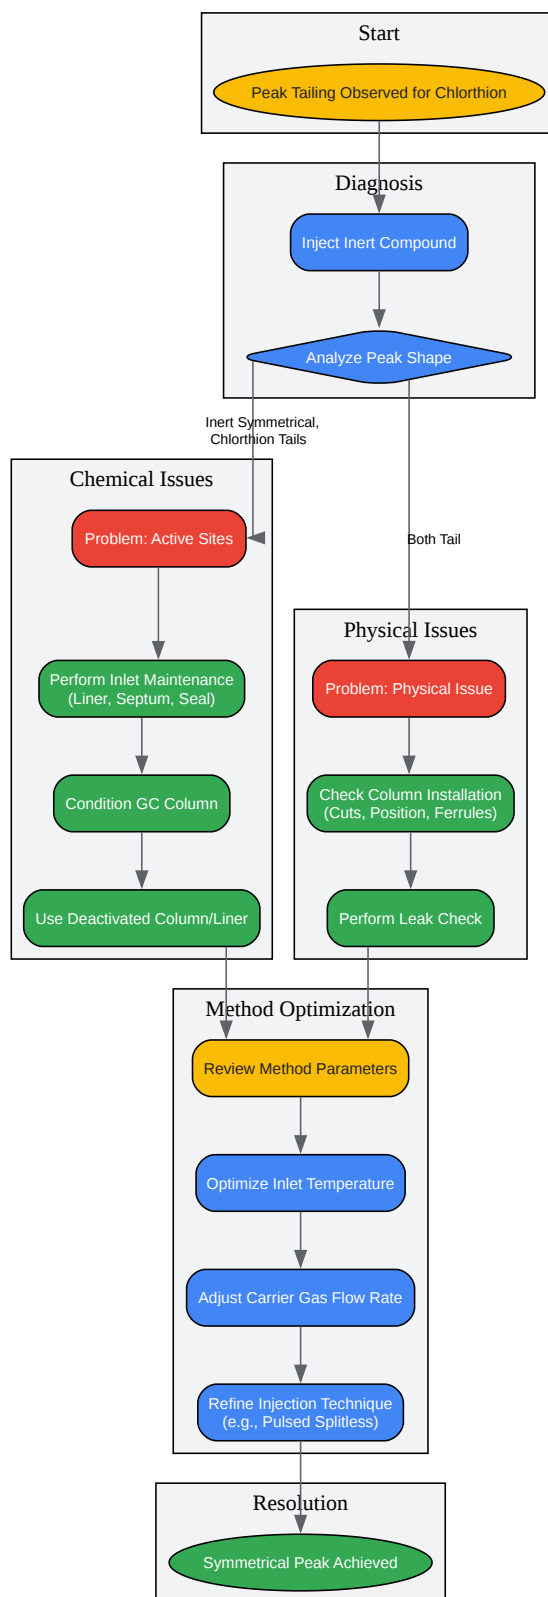 Start
Peak Tailing Observed for Chlorthion
Diagnosis
Inject Inert Compound
Analyze Peak Shape
Inert Symmetrical,
Chlorthion Tails
Chemical Issues
Problem: Active Sites
Both Tail
Physical Issues
Perform Inlet Maintenance
(Liner, Septum, Seal)
Problem: Physical Issue
Condition GC Column
Check Column Installation
(Cuts, Position, Ferrules)
Use Deactivated Column/Liner
Perform Leak Check
Method Optimization
Review Method Parameters
Optimize Inlet Temperature
Adjust Carrier Gas Flow Rate
Refine Injection Technique
(e.g., Pulsed Splitless)
Resolution
Symmetrical Peak Achieved